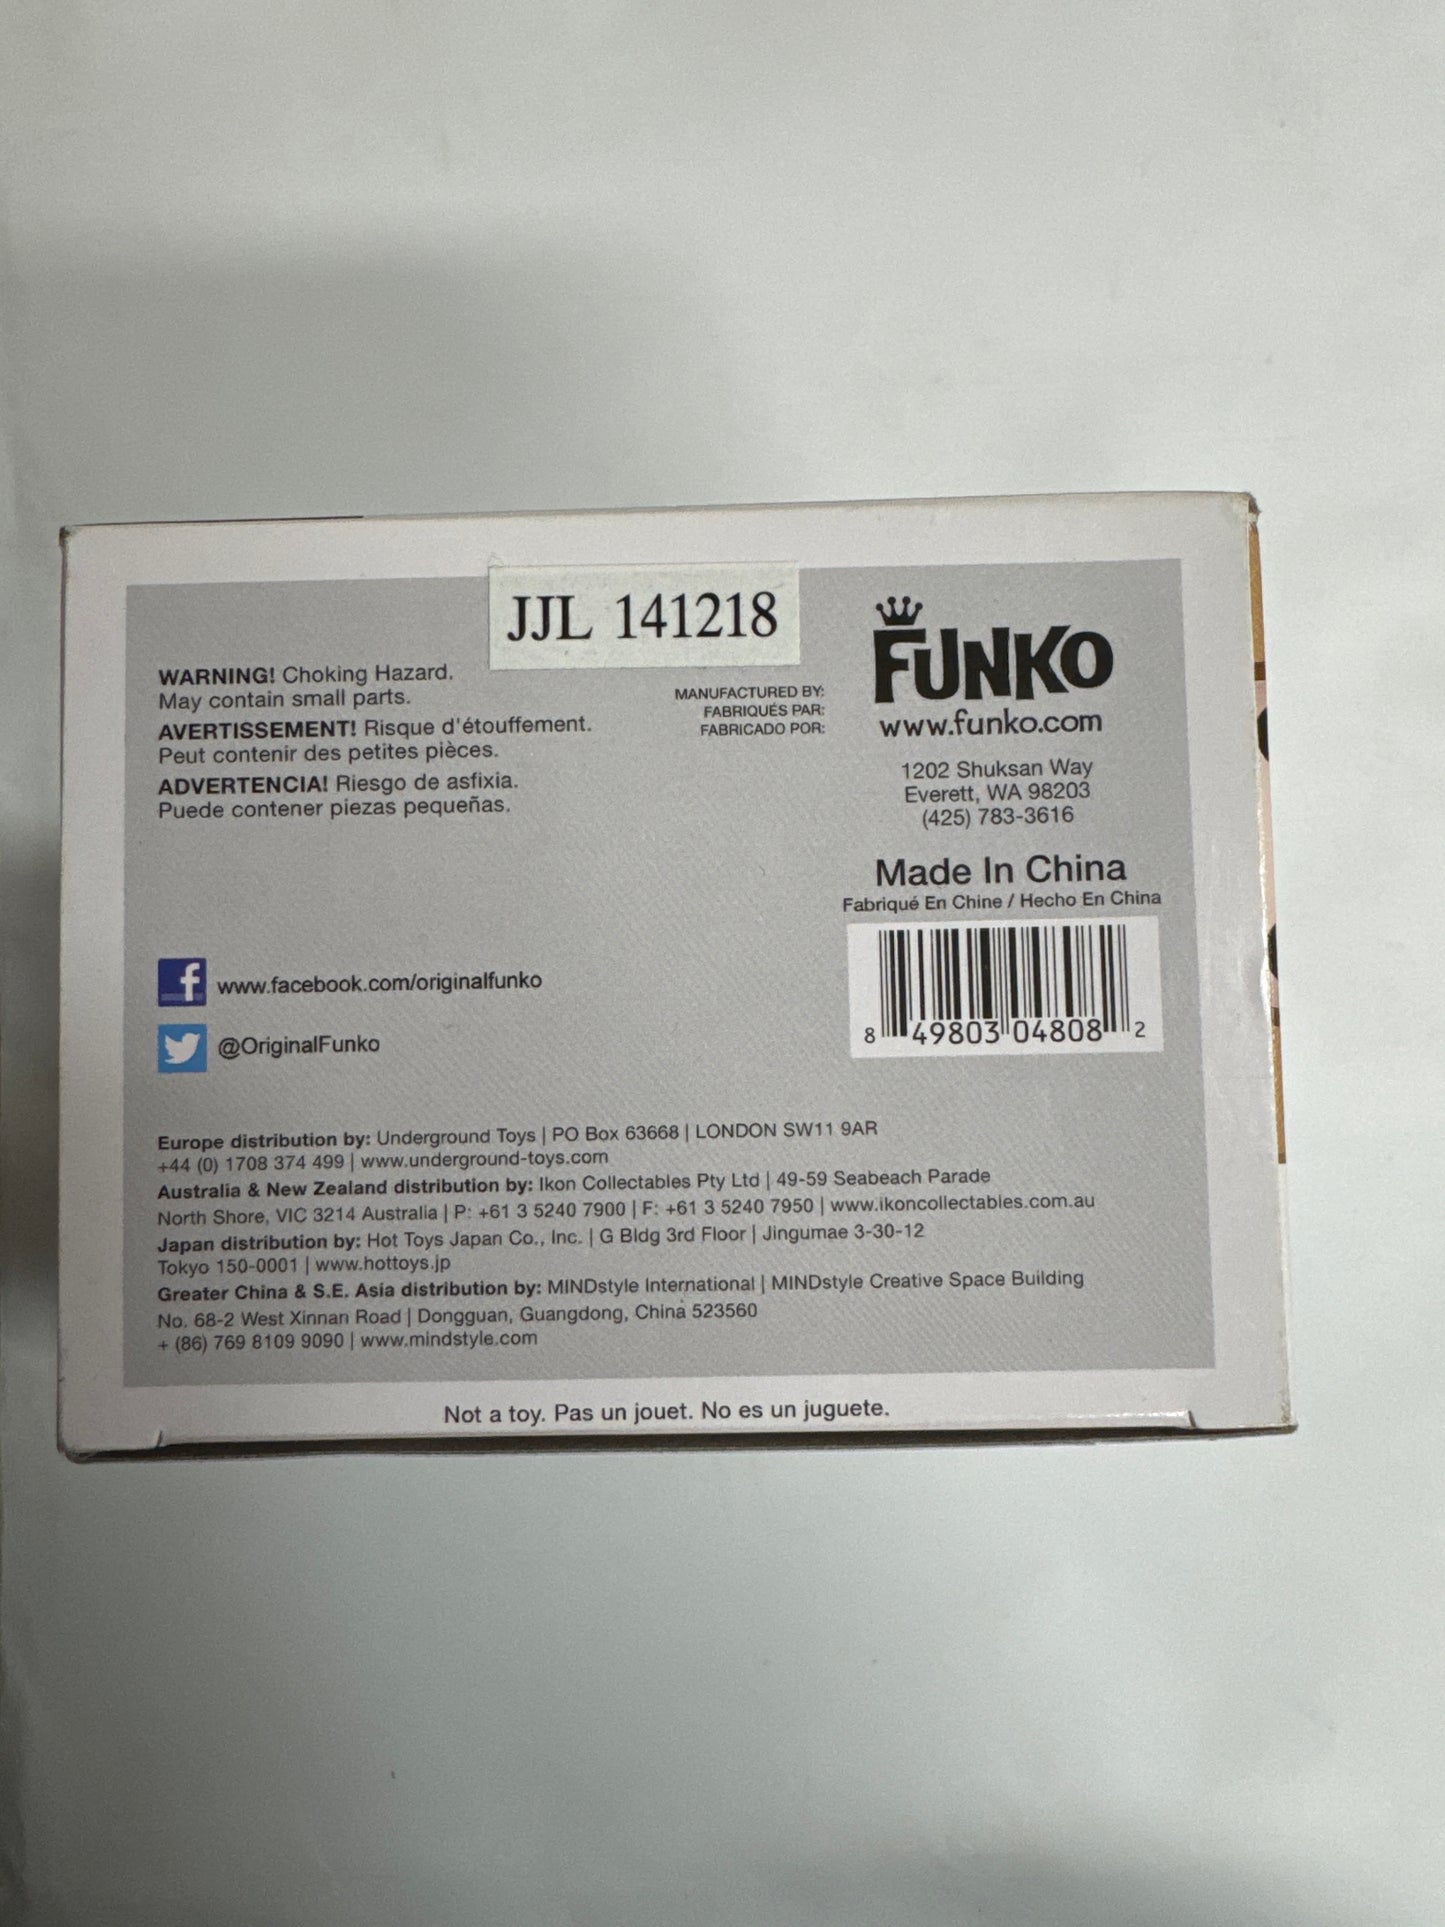 JJL 141218
WARNING! Choking Hazard.
May contain small parts.
AVERTISSEMENT! Risque d'étouffement.
Peut contenir des petites pièces.
ADVERTENCIA! Riesgo de asfixia.
Puede contener piezas pequeñas.
MANUFACTURED BY:
FABRIQUÉS PAR:
FABRICADO POR:
FUNKO
www.funko.com
1202 Shuksan Way
Everett, WA 98203
(425) 783-3616
Made In China
Fabriqué En Chine / Hecho En China
8 49803 04808 2
f www.facebook.com/originalfunko
@OriginalFunko
Europe distribution by: Underground Toys | PO Box 63668 | LONDON SW11 9AR
+44 (0) 1708 374 499 | www.underground-toys.com
Australia & New Zealand distribution by: Ikon Collectables Pty Ltd | 49-59 Seabeach Parade
North Shore, VIC 3214 Australia | P: +61 3 5240 7900 | F: +61 3 5240 7950 | www.ikoncollectables.com.au
Japan distribution by: Hot Toys Japan Co., Inc. | G Bldg 3rd Floor | Jingumae 3-30-12
Tokyo 150-0001 | www.hottoys.jp
Greater China & S.E. Asia distribution by: MINDstyle International | MINDstyle Creative Space Building
No. 68-2 West Xinnan Road | Dongguan, Guangdong, China 523560
+ (86) 769 8109 9090 | www.mindstyle.com
Not a toy. Pas un jouet. No es un juguete.